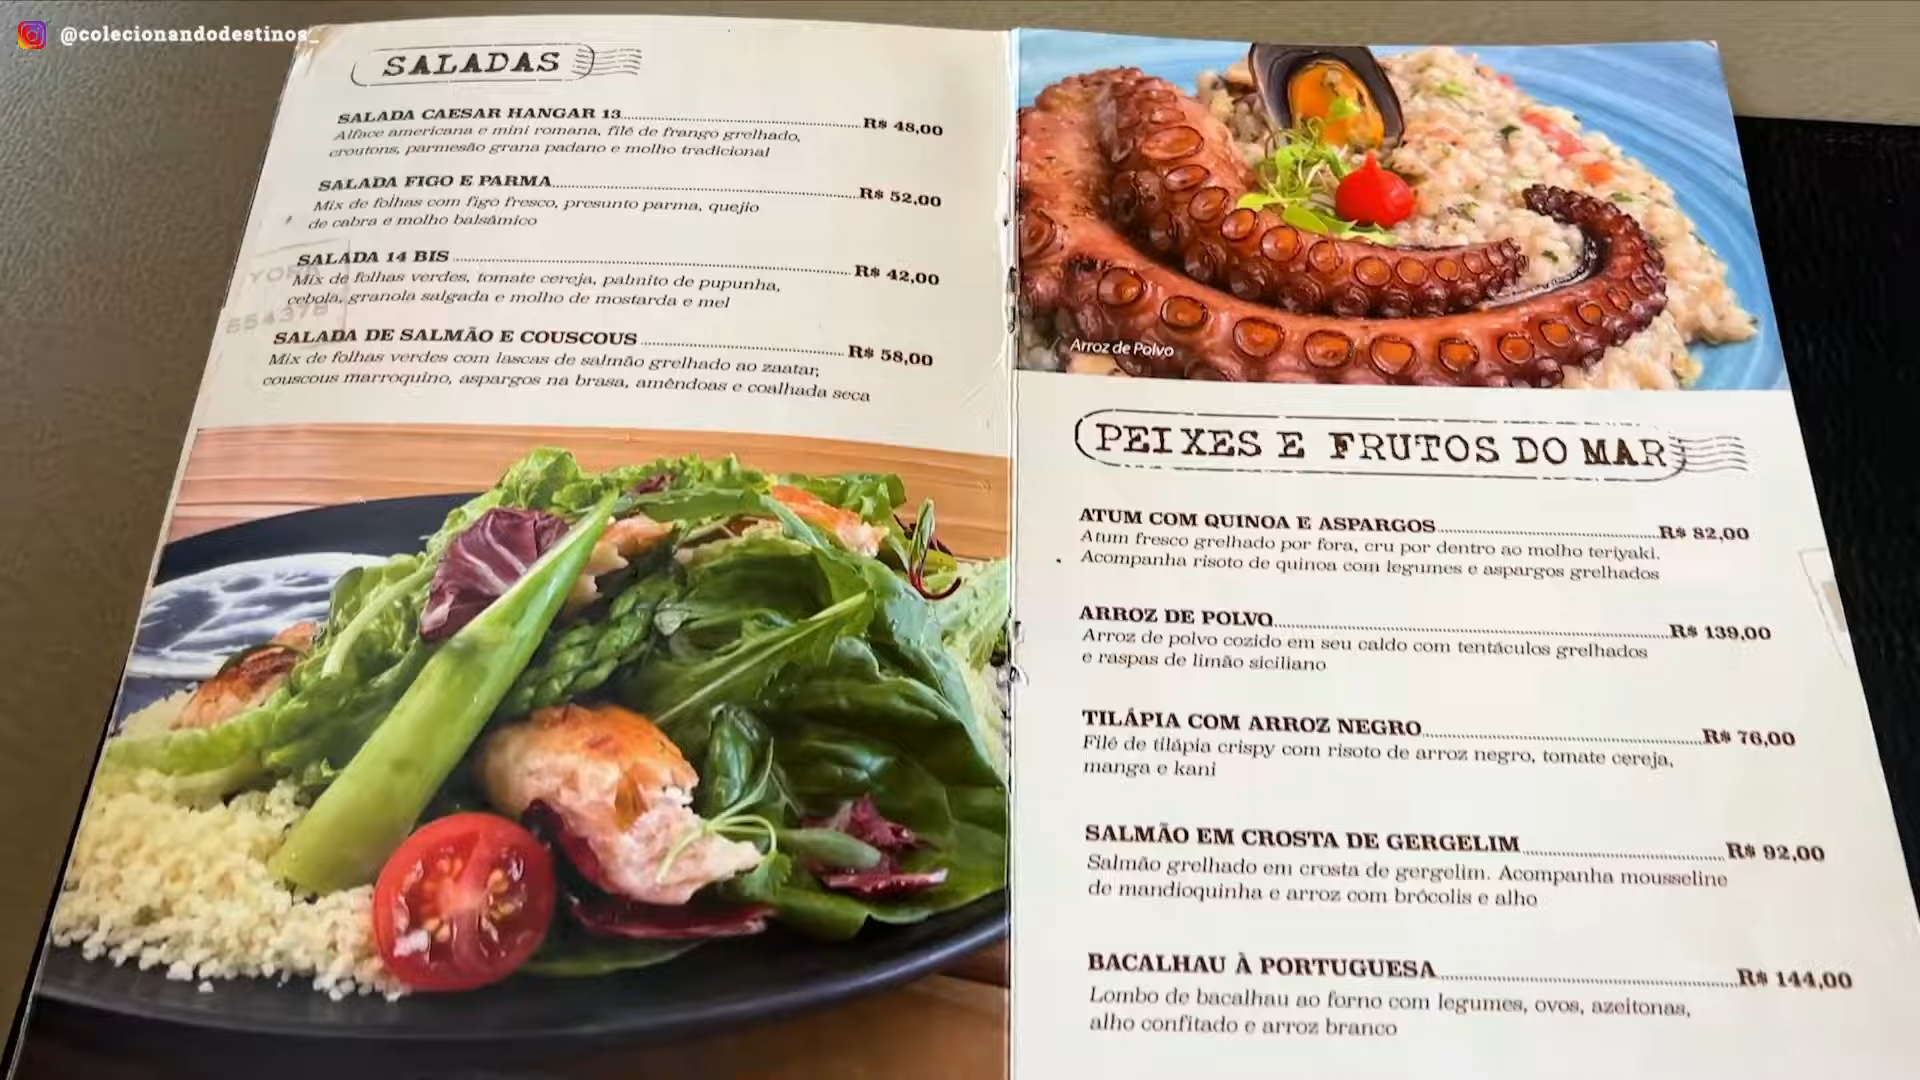 @colecionandodestinos_
SALADAS
SALADA CAESAR HANGAR 13 R$ 48,00
Alface americana e mini romana, filé de frango grelhado,
croutons, parmesão grana padano e molho tradicional
SALADA FIGO E PARMA R$ 52,00
Mix de folhas com figo fresco, presunto parma, quejio
de cabra e molho balsâmico
SALADA 14 BIS R$ 42,00
Mix de folhas verdes, tomate cereja, palmito de pupunha,
cebola, granola salgada e molho de mostarda e mel
SALADA DE SALMÃO E COUSCOUS R$ 58,00
Mix de folhas verdes com lascas de salmão grelhado ao zaatar,
couscous marroquino, aspargos na brasa, amêndoas e coalhada seca
YORK
Arroz de Polvo
PEIXES E FRUTOS DO MAR
ATUM COM QUINOA E ASPARGOS R$ 82,00
Atum fresco grelhado por fora, cru por dentro ao molho teriyaki.
Acompanha risoto de quinoa com legumes e aspargos grelhados
ARROZ DE POLVO R$ 139,00
Arroz de polvo cozido em seu caldo com tentáculos grelhados
e raspas de limão siciliano
TILÁPIA COM ARROZ NEGRO R$ 76,00
Filé de tilápia crispy com risoto de arroz negro, tomate cereja,
manga e kani
SALMÃO EM CROSTA DE GERGELIM R$ 92,00
Salmão grelhado em crosta de gergelim. Acompanha mousseline
de mandioquinha e arroz com brócolis e alho
BACALHAU À PORTUGUESA R$ 144,00
Lombo de bacalhau ao forno com legumes, ovos, azeitonas,
alho confitado e arroz branco